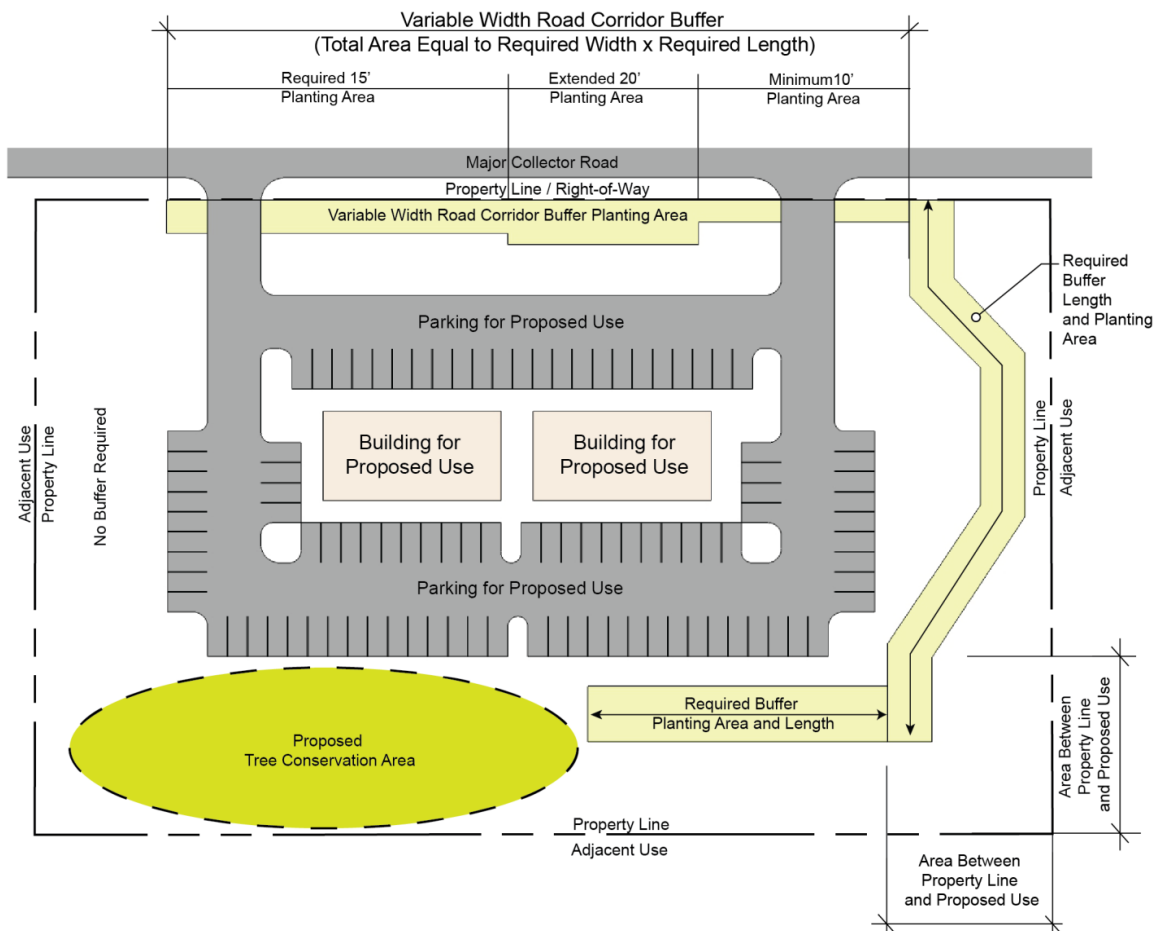 Variable Width Road Corridor Buffer
(Total Area Equal to Required Width x Required Length)
Required 15'
Planting Area
Extended 20'
Planting Area
Minimum10'
Planting Area
Major Collector Road
Property Line / Right-of-Way
Variable Width Road Corridor Buffer Planting Area
Required
Buffer
Length
and Planting
Area
Parking for Proposed Use
Building for
Proposed Use
Building for
Proposed Use
Adjacent Use
Property Line
No Buffer Required
Property Line
Adjacent Use
Parking for Proposed Use
Required Buffer
Planting Area and Length
Proposed
Tree Conservation Area
Area Between
Property Line
and Proposed Use
Property Line
Adjacent Use
Area Between
Property Line
and Proposed Use